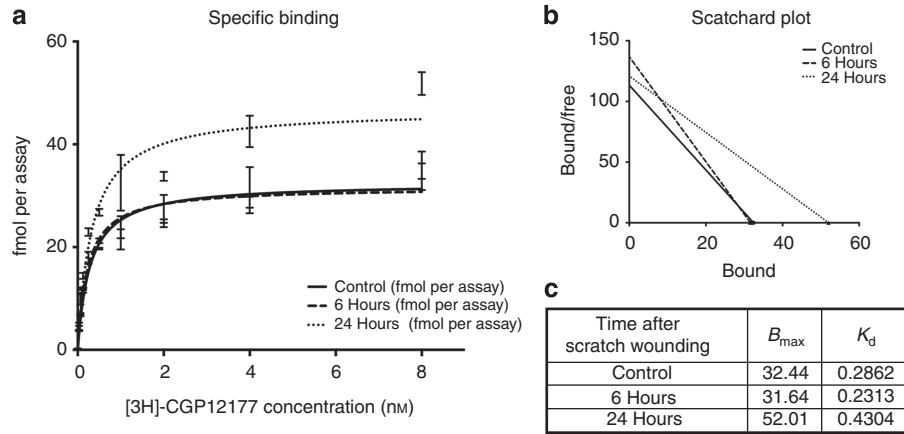 a
Specific binding
60
40
20
0
fmol per assay
0 2 4 6 8
[3H]-CGP12177 concentration (nM)
Control (fmol per assay)
6 Hours (fmol per assay)
24 Hours (fmol per assay)
b
Scatchard plot
150
100
50
0
Bound/free
0 20 40 60
Bound
Control
6 Hours
24 Hours
c
Time after scratch wounding Bmax Kd
Control 32.44 0.2862
6 Hours 31.64 0.2313
24 Hours 52.01 0.4304